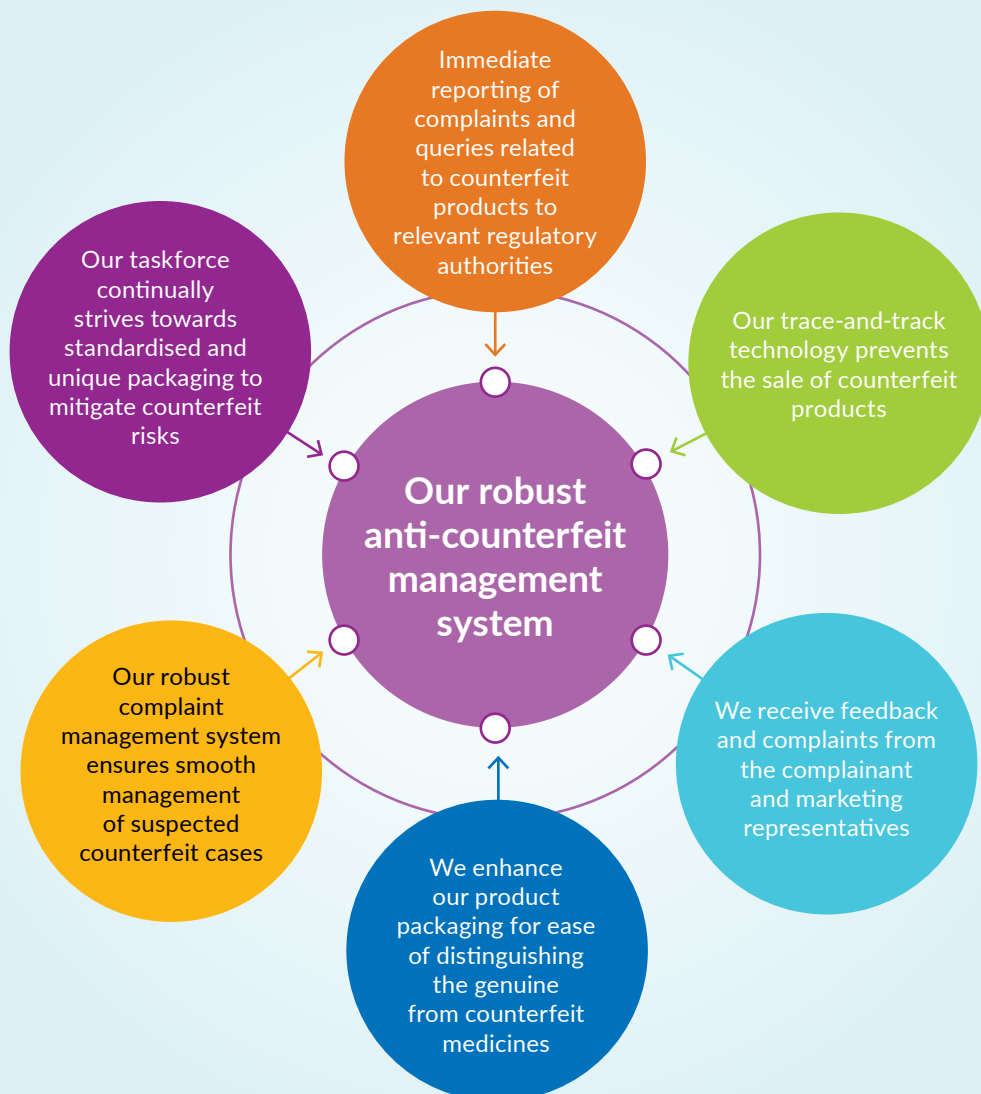 Immediate
reporting of
complaints and
queries related
to counterfeit
products to
relevant regulatory
authorities
Our taskforce
continually
strives towards
standardised and
unique packaging to
mitigate counterfeit
risks
Our trace-and-track
technology prevents
the sale of counterfeit
products
Our robust
anti-counterfeit
management
system
Our robust
complaint
management system
ensures smooth
management
of suspected
counterfeit cases
We receive feedback
and complaints from
the complainant
and marketing
representatives
We enhance
our product
packaging for ease
of distinguishing
the genuine
from counterfeit
medicines